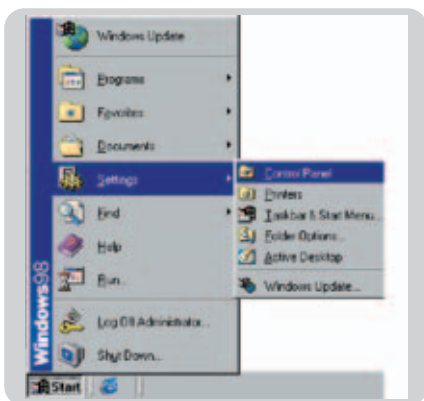 Windows Update
Programs
Favorites
Documents
Settings
Control Panel
Printers
Taskbar & Start Menu...
Folder Options...
Active Desktop
Windows Update...
Find
Help
Run...
Log Off Administrator...
Shut Down...
Windows98
Start